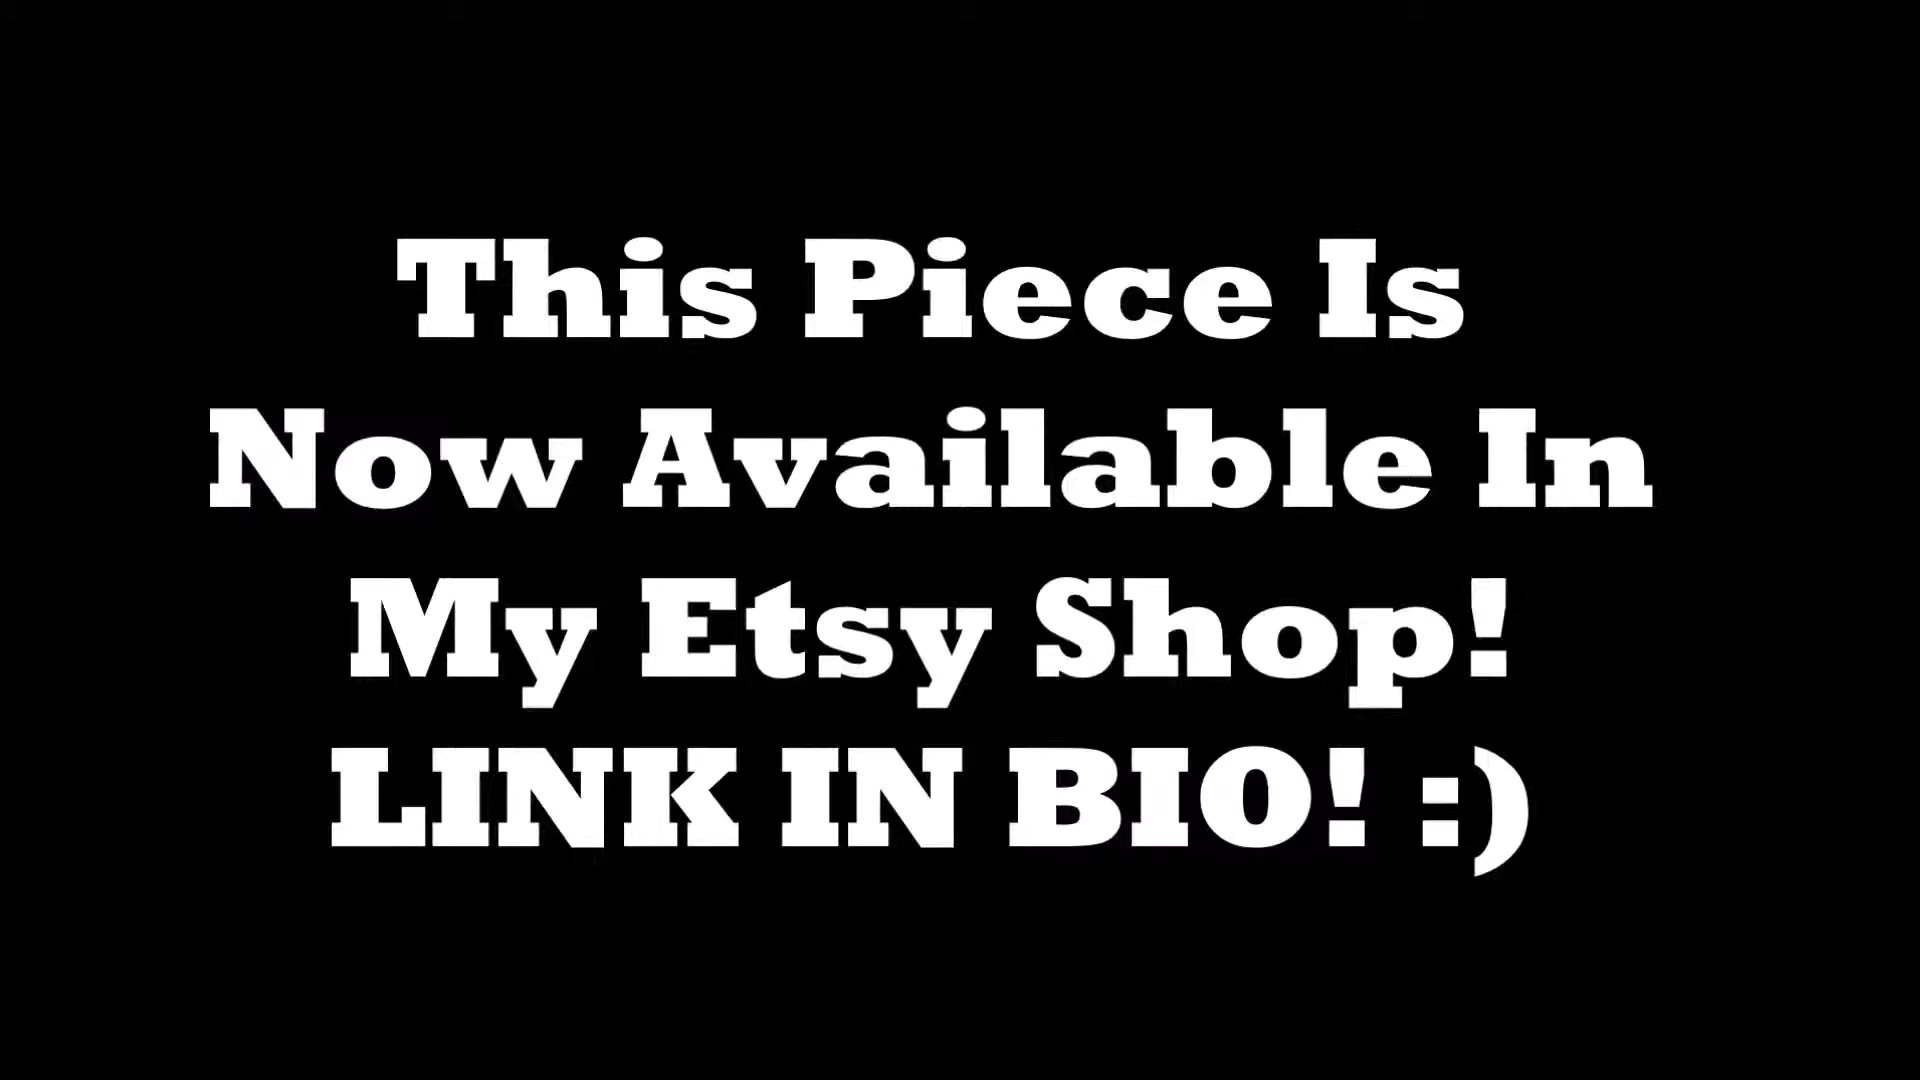 This Piece Is
Now Available In
My Etsy Shop!
LINK IN BIO! :)